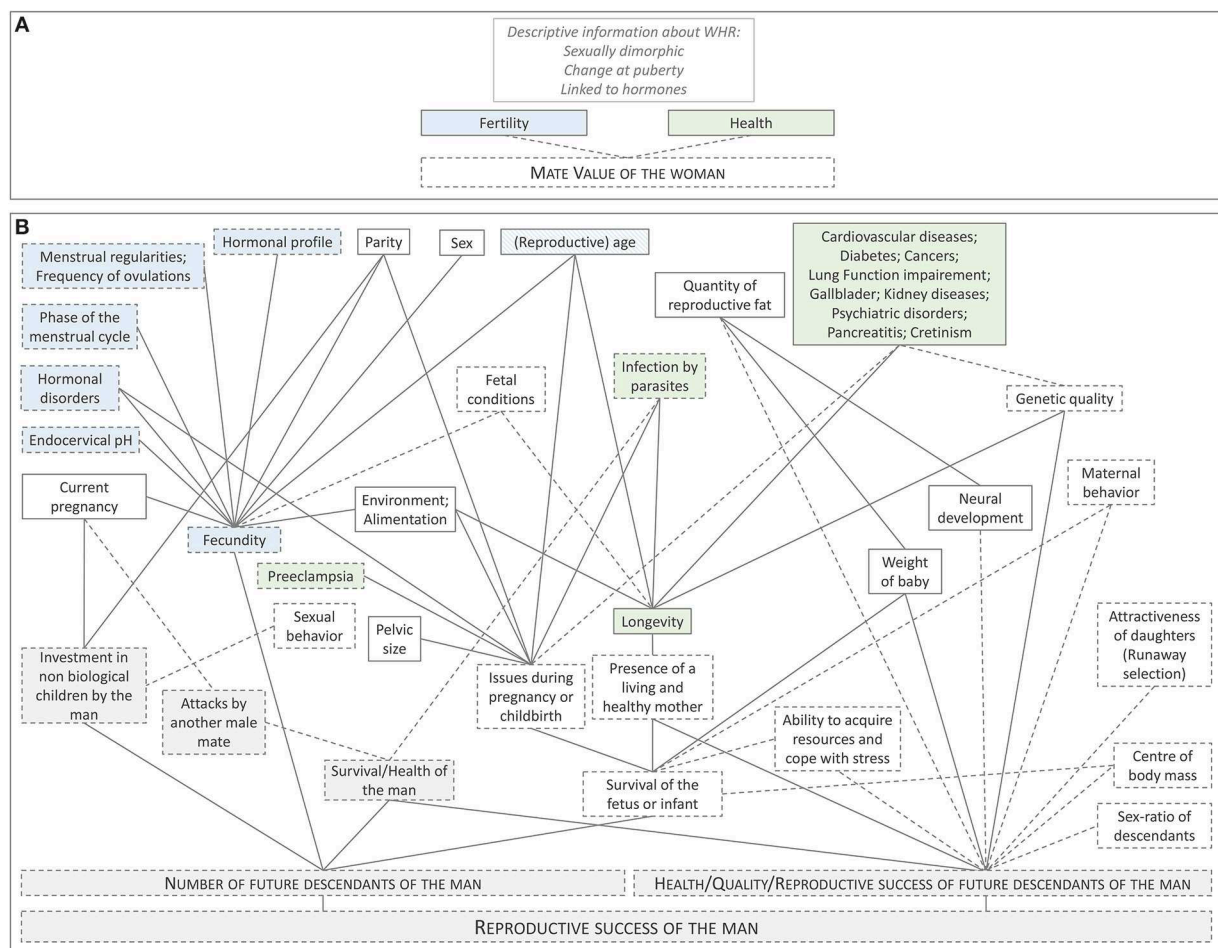 A
Descriptive information about WHR:
Sexually dimorphic
Change at puberty
Linked to hormones
Fertility
Health
MATE VALUE OF THE WOMAN
B
Menstrual regularities;
Frequency of ovulations
Hormonal profile
Parity
Sex
(Reproductive) age
Cardiovascular diseases;
Diabetes; Cancers;
Lung Function impairment;
Gallblader; Kidney diseases;
Psychiatric disorders;
Pancreatitis; Cretinism
Quantity of
reproductive fat
Phase of the
menstrual cycle
Hormonal
disorders
Fetal
conditions
Infection by
parasites
Genetic quality
Endocervical pH
Current
pregnancy
Environment;
Alimentation
Neural
development
Maternal
behavior
Fecundity
Preeclampsia
Weight
of baby
Sexual
behavior
Pelvic
size
Longevity
Attractiveness
of daughters
(Runaway
selection)
Investment in
non biological
children by the
man
Attacks by
another male
mate
Issues during
pregnancy or
childbirth
Presence of a
living and
healthy mother
Ability to acquire
resources and
cope with stress
Survival/Health of
the man
Survival of the
fetus or infant
Centre of
body mass
Sex-ratio of
descendants
NUMBER OF FUTURE DESCENDANTS OF THE MAN
HEALTH/QUALITY/REPRODUCTIVE SUCCESS OF FUTURE DESCENDANTS OF THE MAN
REPRODUCTIVE SUCCESS OF THE MAN